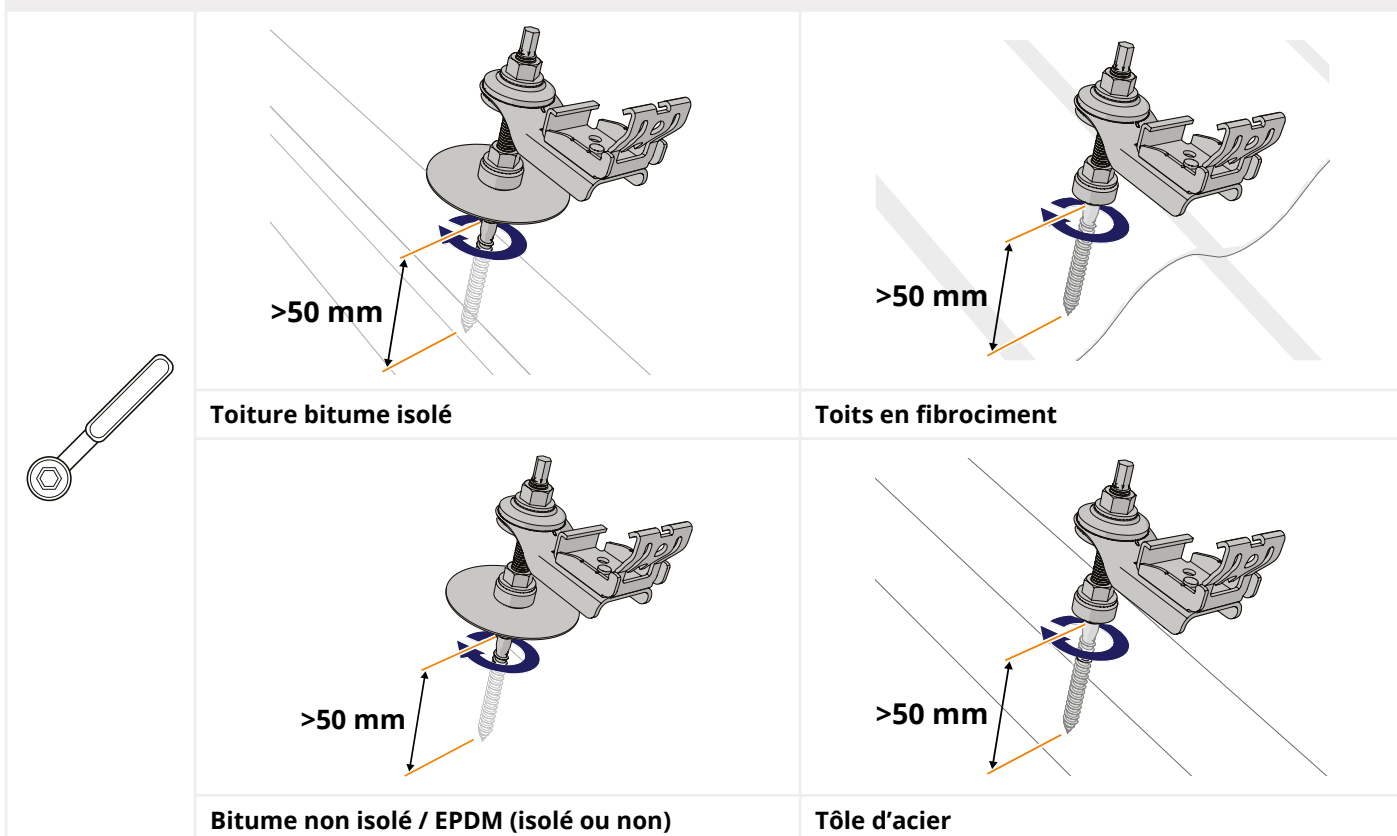 >50 mm
>50 mm
Toiture bitume isolé
Toits en fibrociment
>50 mm
>50 mm
Bitume non isolé / EPDM (isolé ou non)
Tôle d’acier